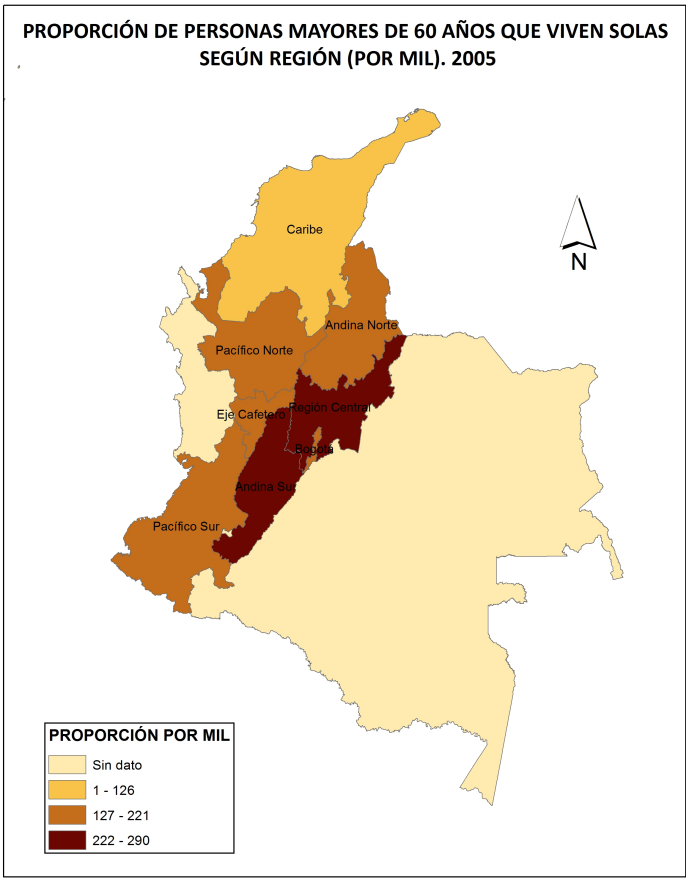 PROPORCIÓN DE PERSONAS MAYORES DE 60 AÑOS QUE VIVEN SOLAS
SEGÚN REGIÓN (POR MIL). 2005
Caribe
N
Andina Norte
Pacífico Norte
Región Central
Eje Cafetero
Bogotá
Andina Sur
Pacífico Sur
PROPORCIÓN POR MIL
Sin dato
1 - 126
127 - 221
222 - 290